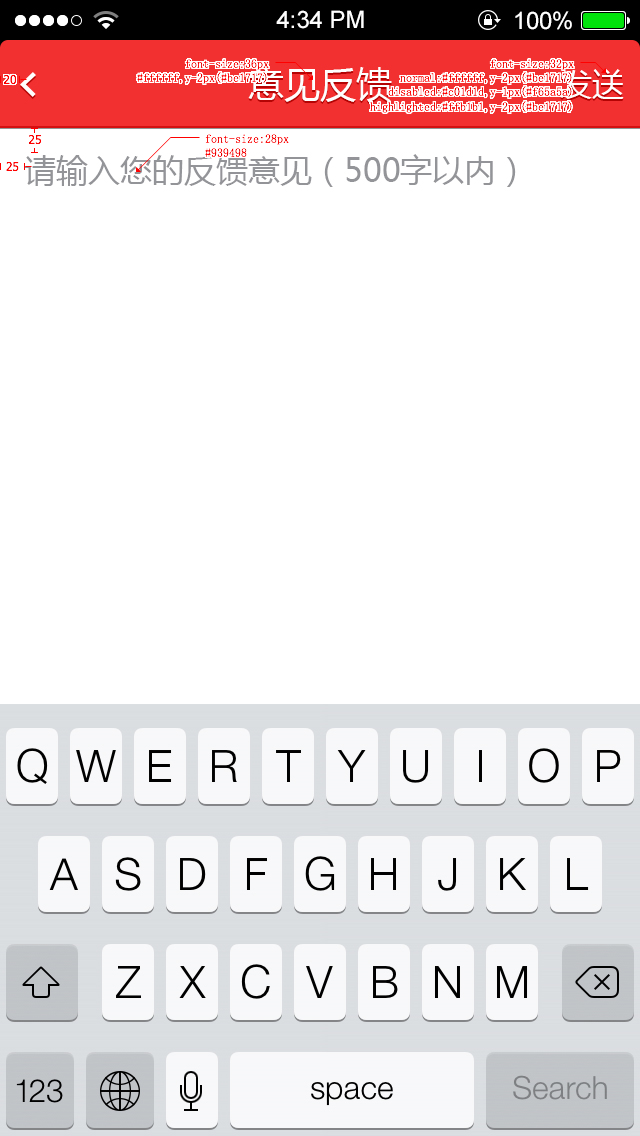 4:34 PM 100%
font-size:36px
#ffffff,y-2px(#be1717)
意见反馈
font-size:32px
normal:#ffffff,y-2px(#be1717)
disabled:#c01d1d,y-1px(#f65a5a)
highlighted:#ffb1b1,y-2px(#be1717)
发送
20
25
25
font-size:28px
#939498
请输入您的反馈意见（500字以内）
Q W E R T Y U I O P
A S D F G H J K L
Z X C V B N M
123 space Search